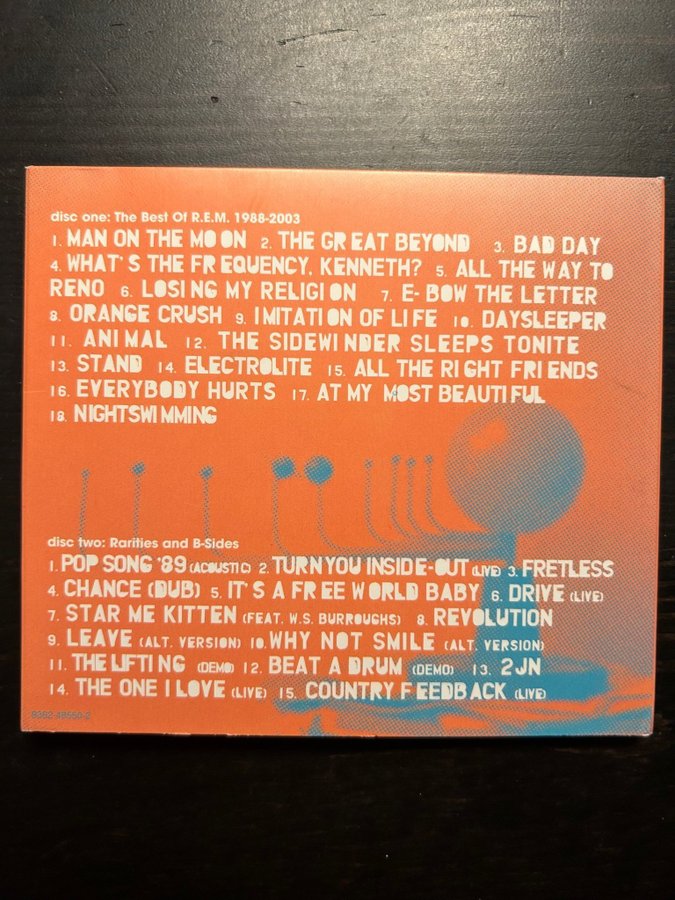 disc one: The Best Of R.E.M. 1988-2003
1. MAN ON THE MOON 2. THE GREAT BEYOND 3. BAD DAY
4. WHAT'S THE FREQUENCY, KENNETH? 5. ALL THE WAY TO
RENO 6. LOSING MY RELIGION 7. E-BOW THE LETTER
8. ORANGE CRUSH 9. IMITATION OF LIFE 10. DAYSLEEPER
11. ANIMAL 12. THE SIDEWINDER SLEEPS TONITE
13. STAND 14. ELECTROLITE 15. ALL THE RIGHT FRIENDS
16. EVERYBODY HURTS 17. AT MY MOST BEAUTIFUL
18. NIGHTSWIMMING
disc two: Rarities and B-Sides
1. POP SONG '89 (ACOUSTIC) 2. TURN YOU INSIDE-OUT (LIVE) 3. FRETLESS
4. CHANCE (DUB) 5. IT'S A FREE WORLD BABY 6. DRIVE (LIVE)
7. STAR ME KITTEN (FEAT. W.S. BURROUGHS) 8. REVOLUTION
9. LEAVE (ALT. VERSION) 10. WHY NOT SMILE (ALT. VERSION)
11. THE LIFTING (DEMO) 12. BEAT A DRUM (DEMO) 13. 2JN
14. THE ONE I LOVE (LIVE) 15. COUNTRY FEEDBACK (LIVE)
9362-48550-2